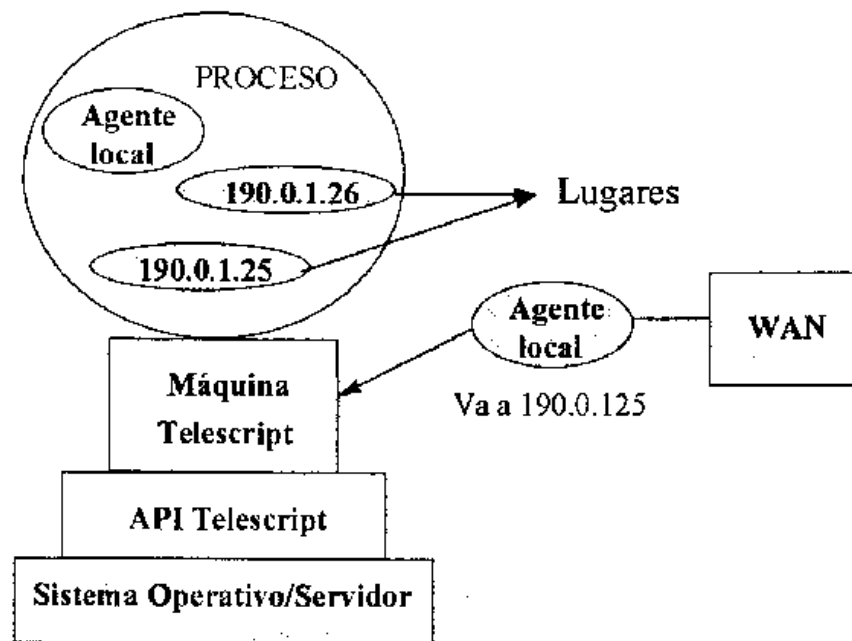 PROCESO
Agente
local
190.0.1.26
Lugares
190.0.1.25
Agente
local
WAN
Va a 190.0.125
Máquina
Telescript
API Telescript
Sistema Operativo/Servidor